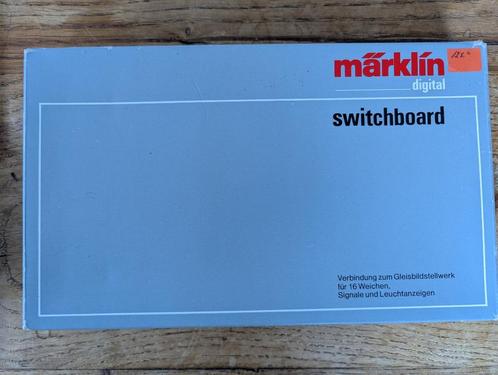 märklin
digital
switchboard
Verbindung zum Gleisbildstellwerk
für 16 Weichen,
Signale und Leuchtanzeigen